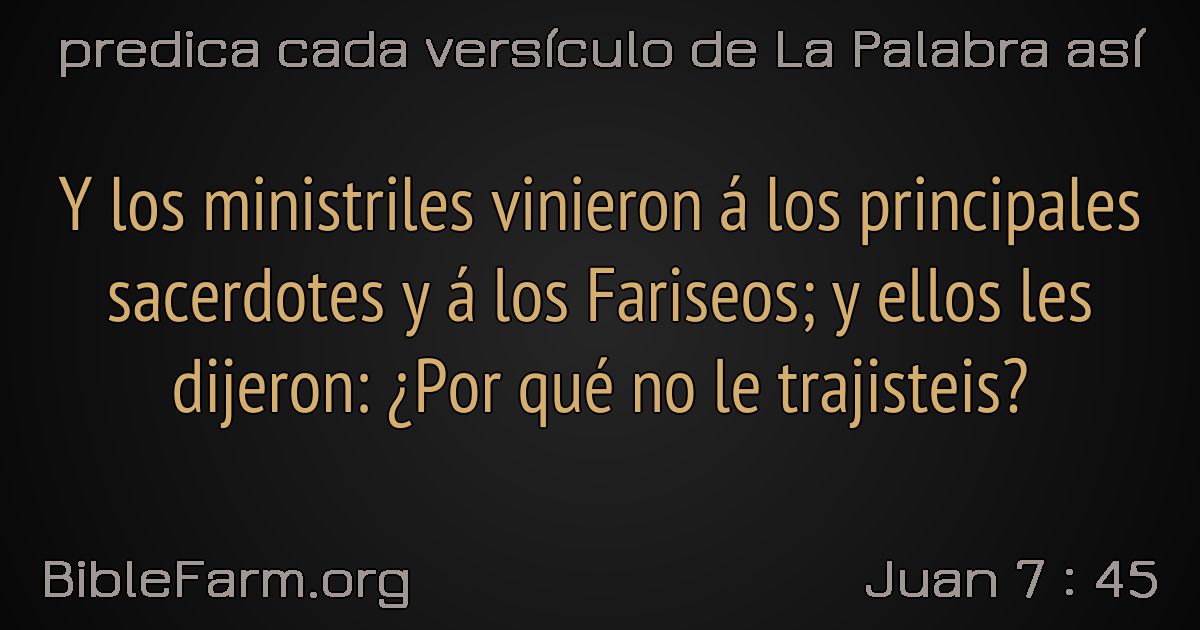 predica cada versículo de La Palabra así
Y los ministriles vinieron á los principales
sacerdotes y á los Fariseos; y ellos les
dijeron: ¿Por qué no le trajisteis?
BibleFarm.org
Juan 7 : 45